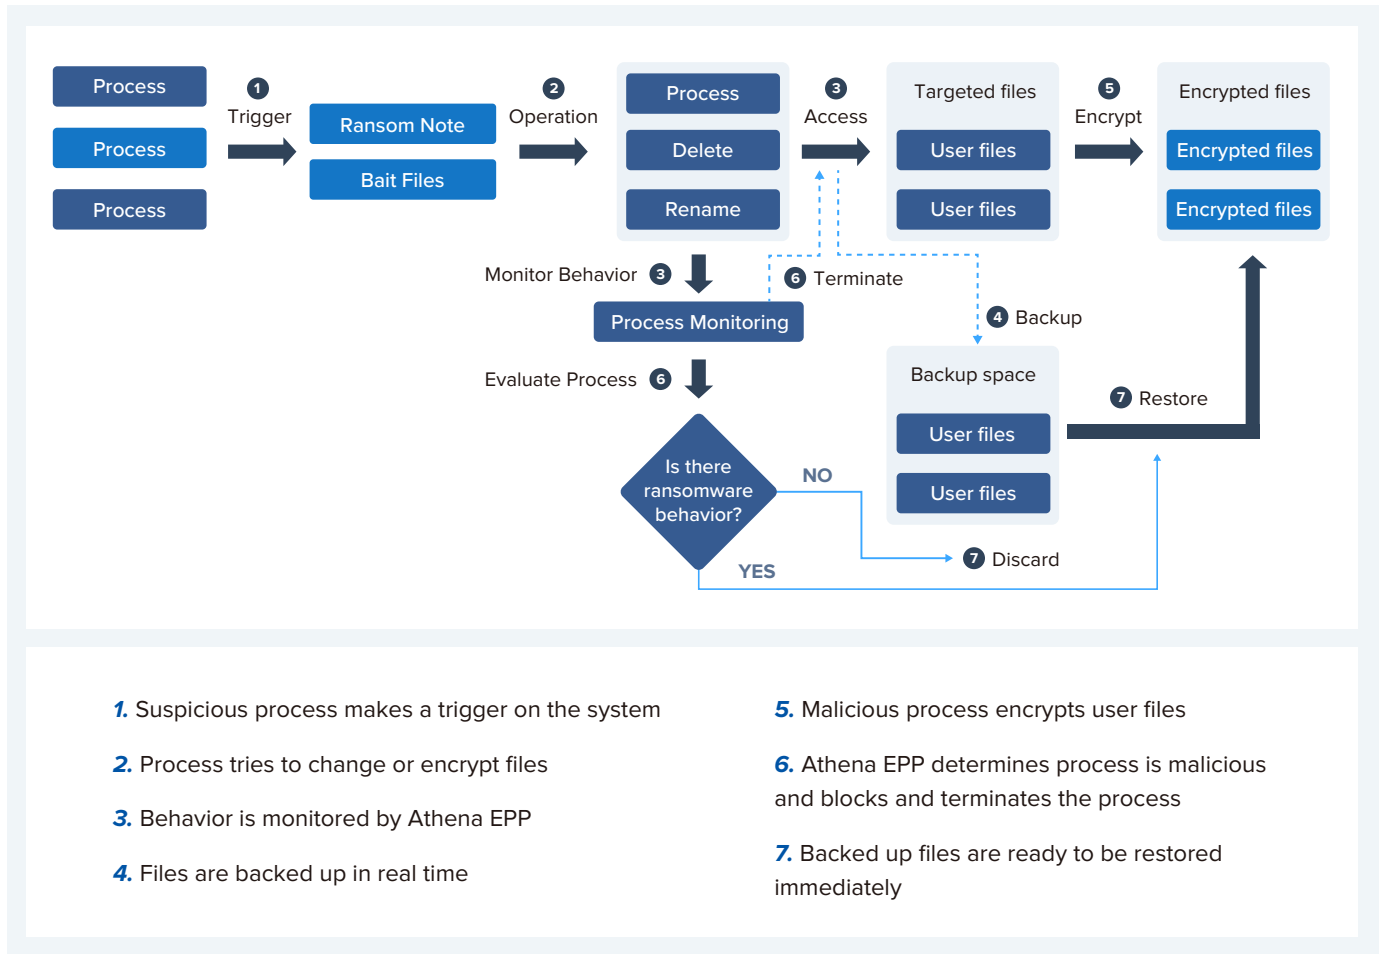 Process
Process
Process
1
Trigger
Ransom Note
Bait Files
2
Operation
Process
Delete
Rename
3
Access
Targeted files
User files
User files
5
Encrypt
Encrypted files
Encrypted files
Encrypted files
Monitor Behavior 3
6 Terminate
Process Monitoring
4 Backup
Evaluate Process 6
Backup space
User files
User files
7 Restore
Is there
ransomware
behavior?
NO
7 Discard
YES
1. Suspicious process makes a trigger on the system
2. Process tries to change or encrypt files
3. Behavior is monitored by Athena EPP
4. Files are backed up in real time
5. Malicious process encrypts user files
6. Athena EPP determines process is malicious
and blocks and terminates the process
7. Backed up files are ready to be restored
immediately